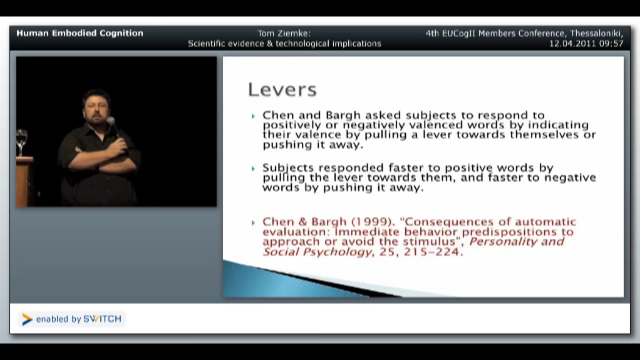 Human Embodied Cognition
Tom Ziemke:
Scientific evidence & technological implications
4th EUCogII Members Conference, Thessaloniki,
12.04.2011 09:57
Levers
Chen and Bargh asked subjects to respond to
positively or negatively valenced words by indicating
their valence by pulling a lever towards themselves or
pushing it away.
Subjects responded faster to positive words by
pulling the lever towards them, and faster to negative
words by pushing it away.
Chen & Bargh (1999). "Consequences of automatic
evaluation: Immediate behavior predispositions to
approach or avoid the stimulus", Personality and
Social Psychology, 25, 215-224.
enabled by SWITCH